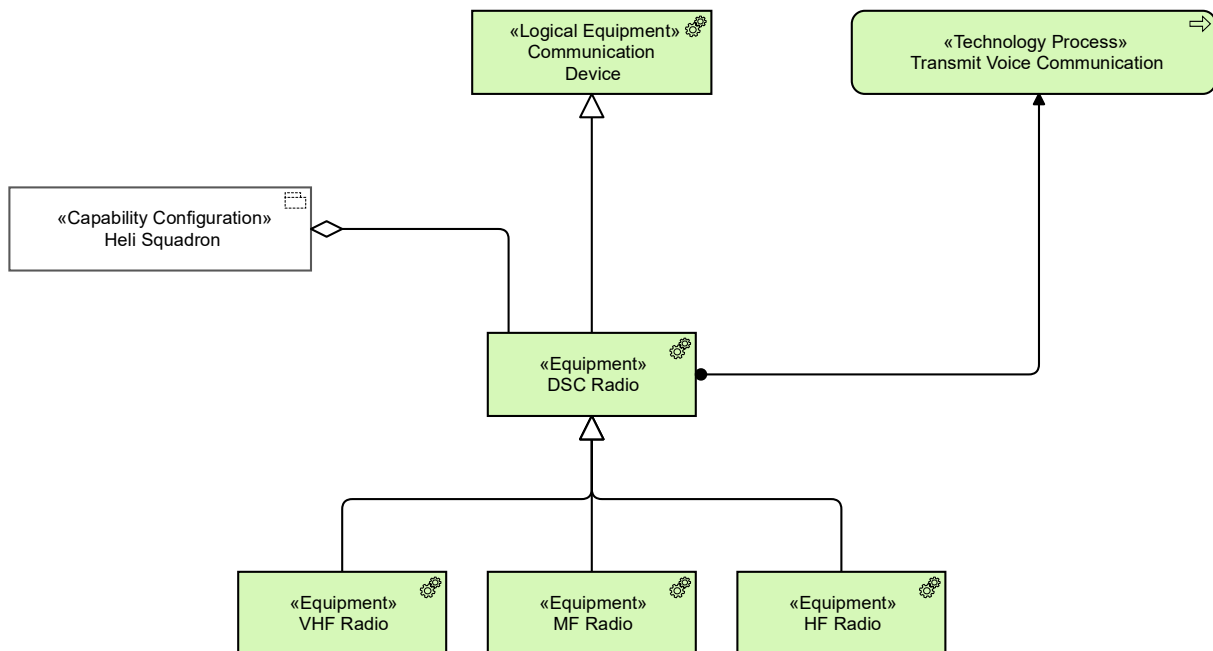 «Logical Equipment»
Communication
Device
«Technology Process»
Transmit Voice Communication
«Capability Configuration»
Heli Squadron
«Equipment»
DSC Radio
«Equipment»
VHF Radio
«Equipment»
MF Radio
«Equipment»
HF Radio